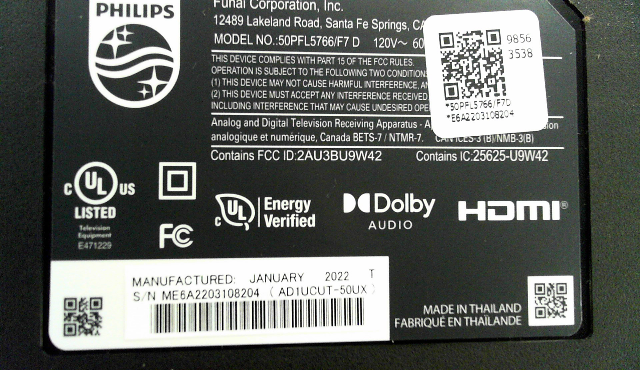 PHILIPS
Funai Corporation, Inc.
12489 Lakeland Road, Santa Fe Springs, CA
MODEL NO.:50PFL5766/F7 D 120V~ 60
THIS DEVICE COMPLIES WITH PART 15 OF THE FCC RULES.
OPERATION IS SUBJECT TO THE FOLLOWING TWO CONDITIONS
(1) THIS DEVICE MAY NOT CAUSE HARMFUL INTERFERENCE, AND
(2) THIS DEVICE MUST ACCEPT ANY INTERFERENCE RECEIVED,
INCLUDING INTERFERENCE THAT MAY CAUSE UNDESIRED OPE
9856
3538
*50PFL5766/F7D
*E6A2203108204
Analog and Digital Television Receiving Apparatus -
analogique et numérique, Canada BETS-7 / NTMR-7. CAN ICES-3 (B)/NMB-3(B)
Contains FCC ID:2AU3BU9W42 Contains IC:25625-U9W42
C UL US
LISTED
Television
Equipment
E471229
FC
C UL Energy
Verified
Dolby
AUDIO
HDMI®
MANUFACTURED: JANUARY 2022 T
S/N ME6A2203108204 ( AD1UCUT-50UX )
MADE IN THAILAND
FABRIQUÉ EN THAÏLANDE